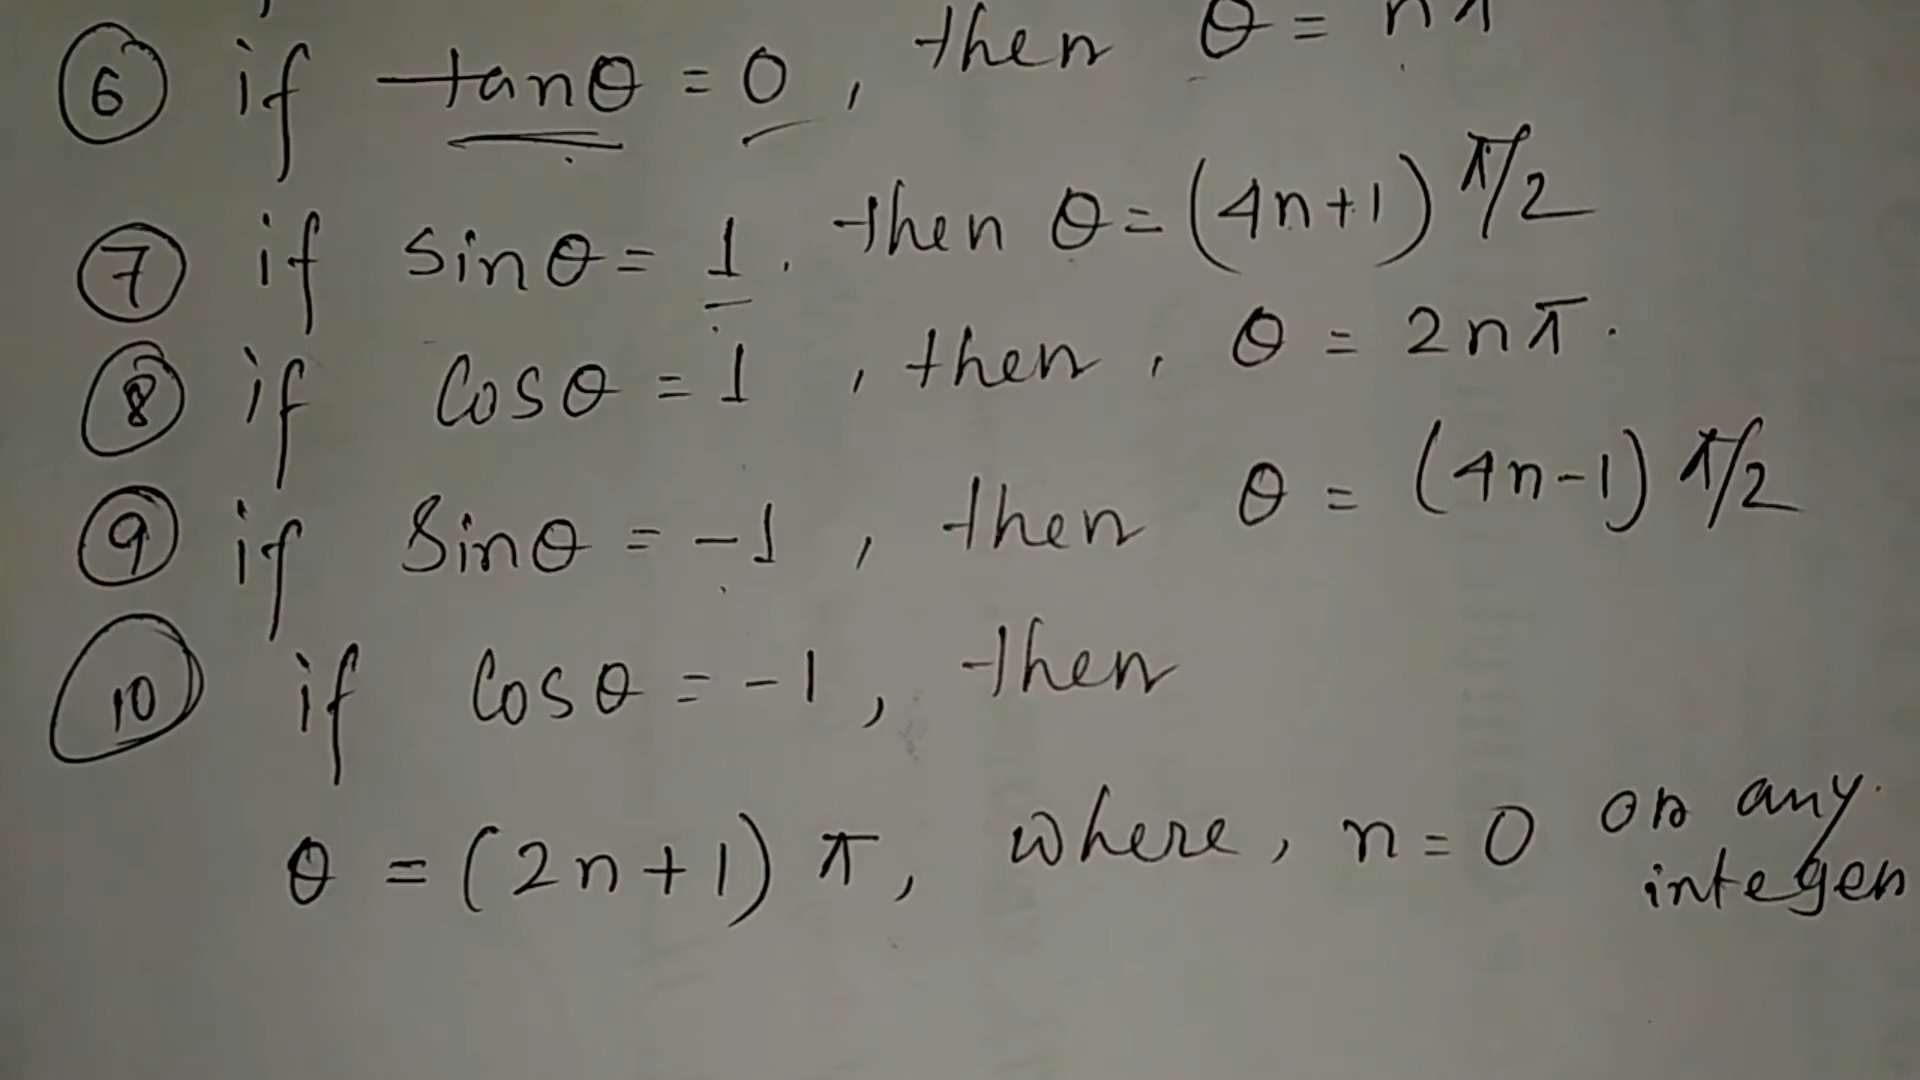 ⑥ if tanθ = 0, then θ = nπ
⑦ if sinθ = 1, then θ = (4n+1) π/2
⑧ if Cosθ = 1, then, θ = 2nπ.
⑨ if Sinθ = -1, then θ = (4n-1) π/2
⑩ if Cosθ = -1, then
θ = (2n+1) π, where, n = 0 or any
integer